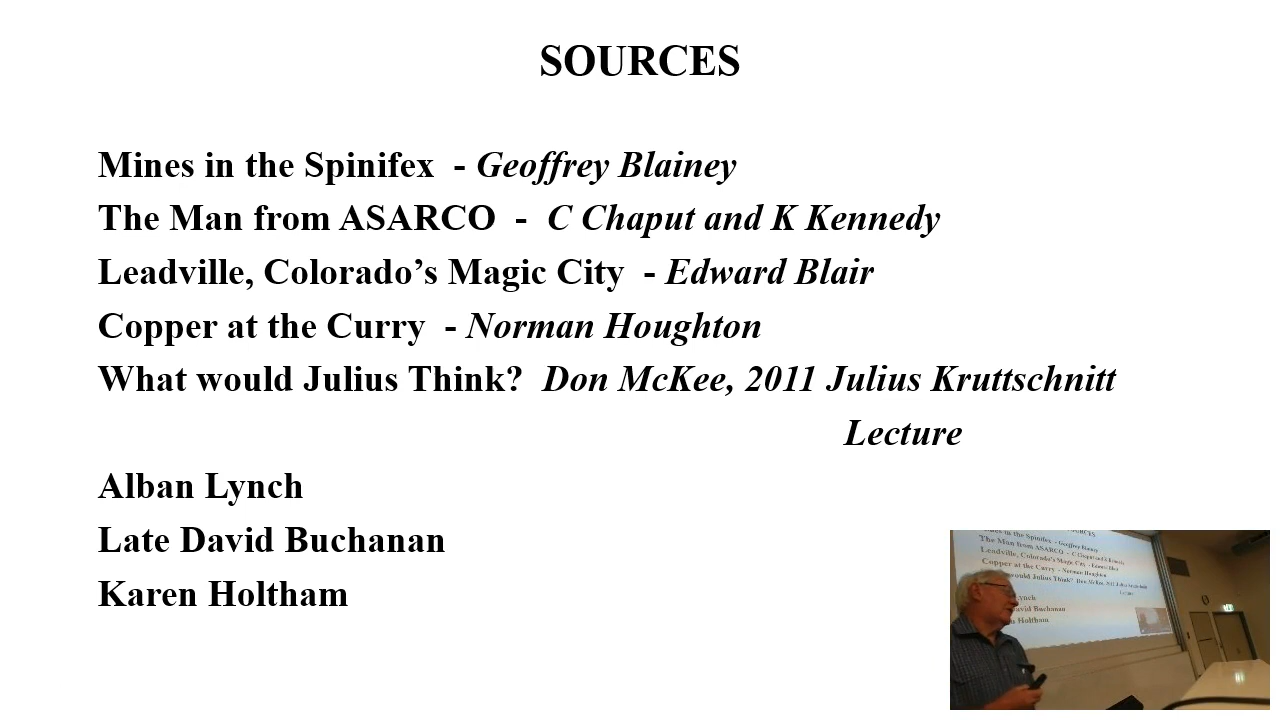 SOURCES
Mines in the Spinifex - Geoffrey Blainey
The Man from ASARCO - C Chaput and K Kennedy
Leadville, Colorado’s Magic City - Edward Blair
Copper at the Curry - Norman Houghton
What would Julius Think? Don McKee, 2011 Julius Kruttschnitt
Lecture
Alban Lynch
Late David Buchanan
Karen Holtham